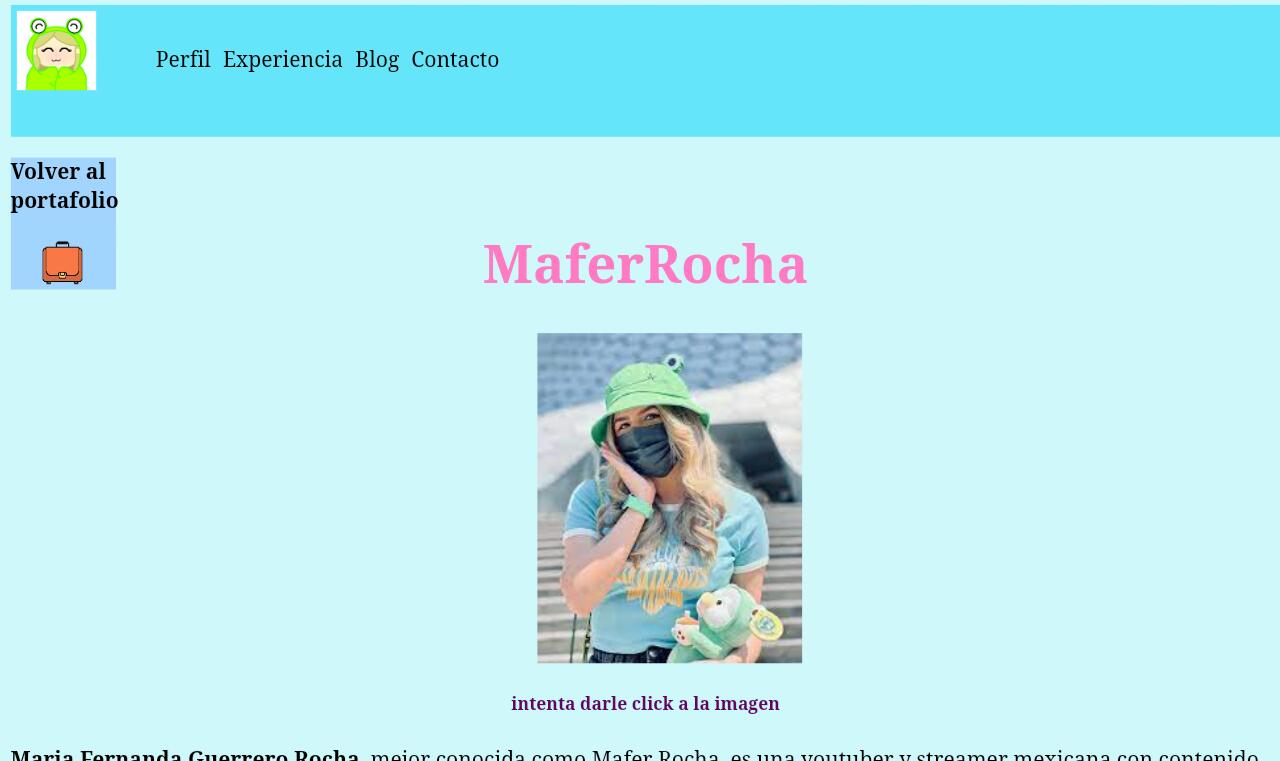 Perfil Experiencia Blog Contacto
Volver al
portafolio
MaferRocha
intenta darle click a la imagen
Maria Fernanda Guerrero Rocha, mejor conocida como Mafer Rocha, es una youtuber y streamer mexicana con contenido